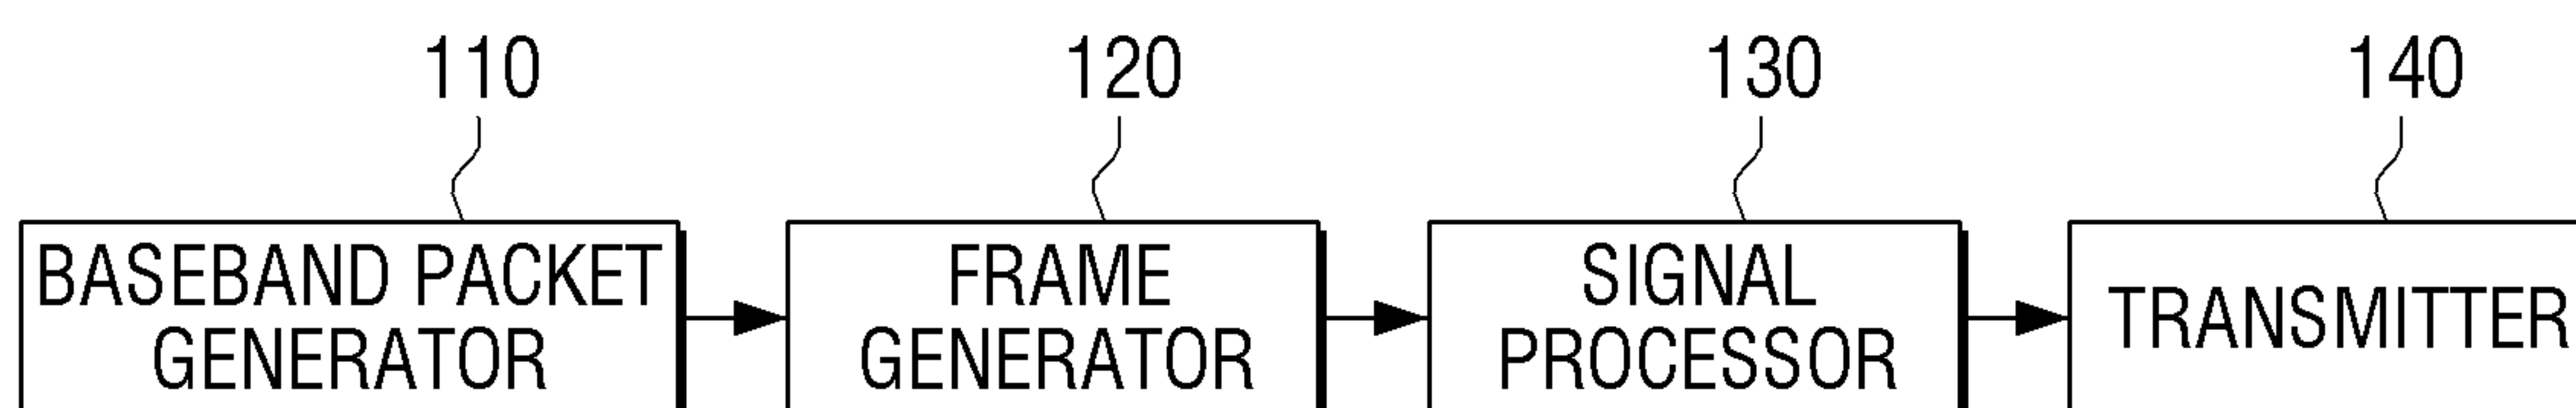 110
120
130
140
BASEBAND PACKET
GENERATOR
FRAME
GENERATOR
SIGNAL
PROCESSOR
TRANSMITTER